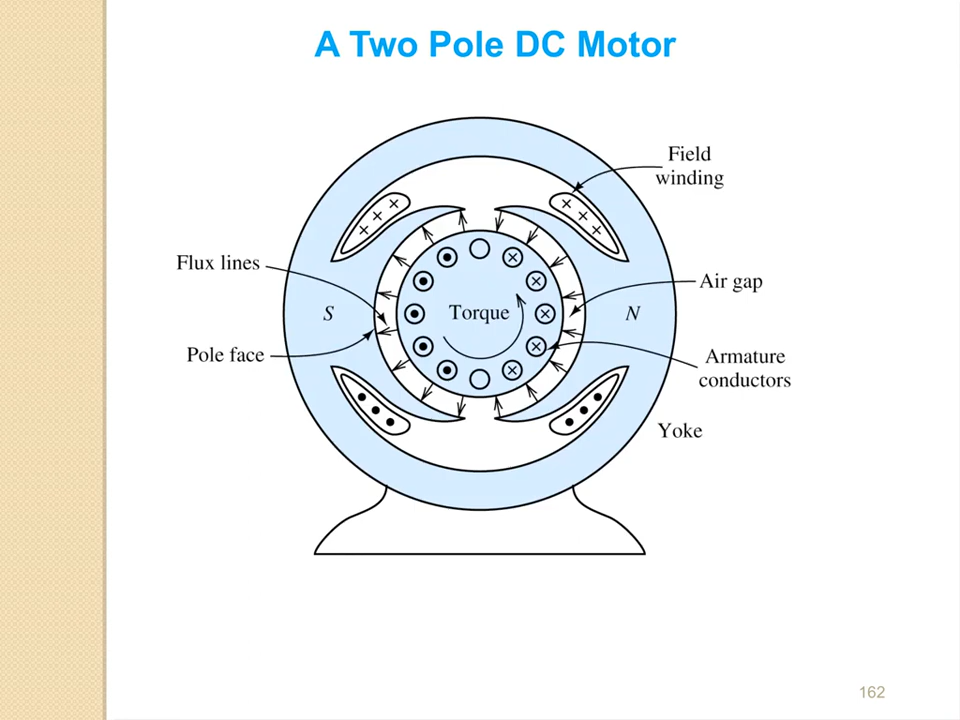 A Two Pole DC Motor
Field
winding
Flux lines
Air gap
S
Torque
N
Pole face
Armature
conductors
Yoke
162